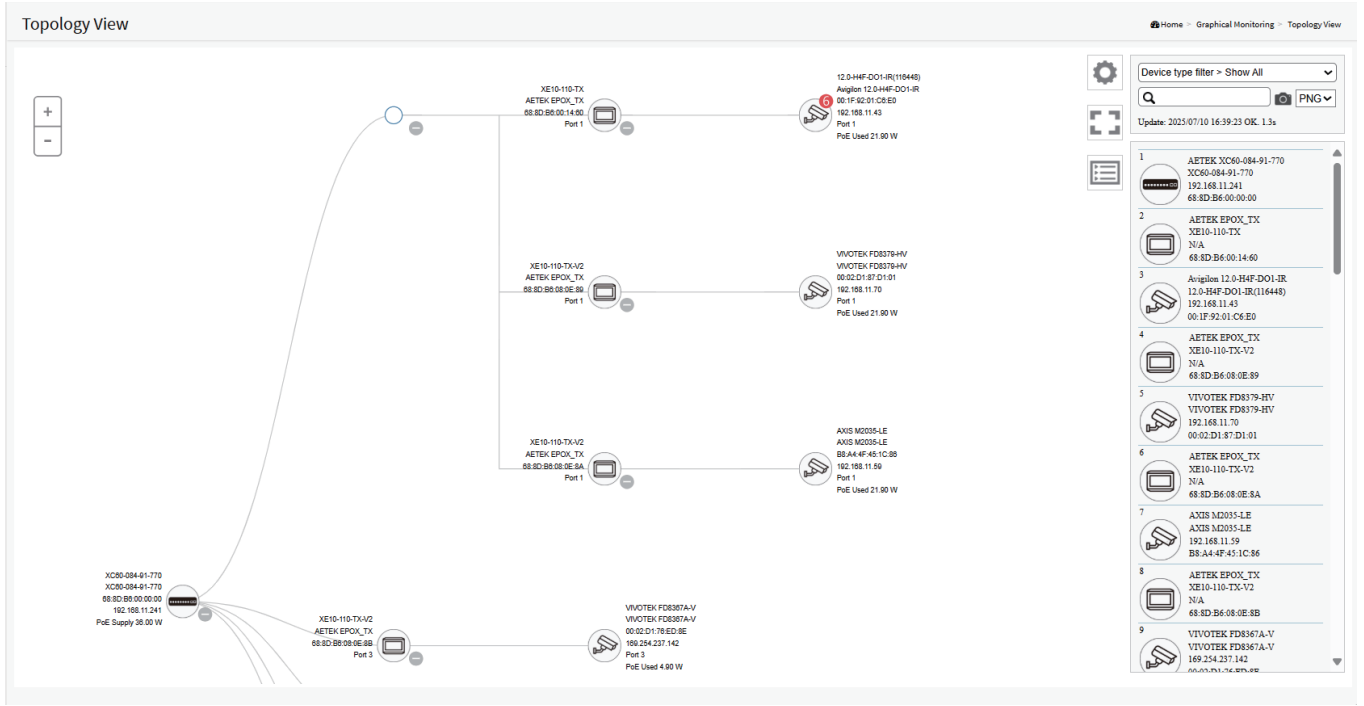 Topology View
Home > Graphical Monitoring > Topology View
+
−
XE10-110-TX
AETEK EPOX_TX
68:8D:B6:00:14:60
Port 1
6
12.0-H4F-DO1-IR(116448)
Avigilon 12.0-H4F-DO1-IR
00:1F:92:01:C6:E0
192.168.11.43
Port 1
PoE Used 21.90 W
XE10-110-TX-V2
AETEK EPOX_TX
68:8D:B6:08:0E:89
Port 1
VIVOTEK FD8379-HV
VIVOTEK FD8379-HV
00:02:D1:87:D1:01
192.168.11.70
Port 1
PoE Used 21.90 W
XE10-110-TX-V2
AETEK EPOX_TX
68:8D:B6:08:0E:8A
Port 1
AXIS M2035-LE
AXIS M2035-LE
B8:A4:4F:45:1C:86
192.168.11.59
Port 1
PoE Used 21.90 W
XC60-084-91-770
XC60-084-91-770
68:8D:B6:00:00:00
192.168.11.241
PoE Supply 36.00 W
XE10-110-TX-V2
AETEK EPOX_TX
68:8D:B6:08:0E:8B
Port 3
VIVOTEK FD8367A-V
VIVOTEK FD8367A-V
00:02:D1:76:ED:8E
169.254.237.142
Port 3
PoE Used 4.90 W
Device type filter > Show All
PNG
Update: 2025/07/10 16:39:23 OK. 1.3s
1
AETEK XC60-084-91-770
XC60-084-91-770
192.168.11.241
68:8D:B6:00:00:00
2
AETEK EPOX_TX
XE10-110-TX
N/A
68:8D:B6:00:14:60
3
Avigilon 12.0-H4F-DO1-IR
12.0-H4F-DO1-IR(116448)
192.168.11.43
00:1F:92:01:C6:E0
4
AETEK EPOX_TX
XE10-110-TX-V2
N/A
68:8D:B6:08:0E:89
5
VIVOTEK FD8379-HV
VIVOTEK FD8379-HV
192.168.11.70
00:02:D1:87:D1:01
6
AETEK EPOX_TX
XE10-110-TX-V2
N/A
68:8D:B6:08:0E:8A
7
AXIS M2035-LE
AXIS M2035-LE
192.168.11.59
B8:A4:4F:45:1C:86
8
AETEK EPOX_TX
XE10-110-TX-V2
N/A
68:8D:B6:08:0E:8B
9
VIVOTEK FD8367A-V
VIVOTEK FD8367A-V
169.254.237.142
00:02:D1:76:ED:8E